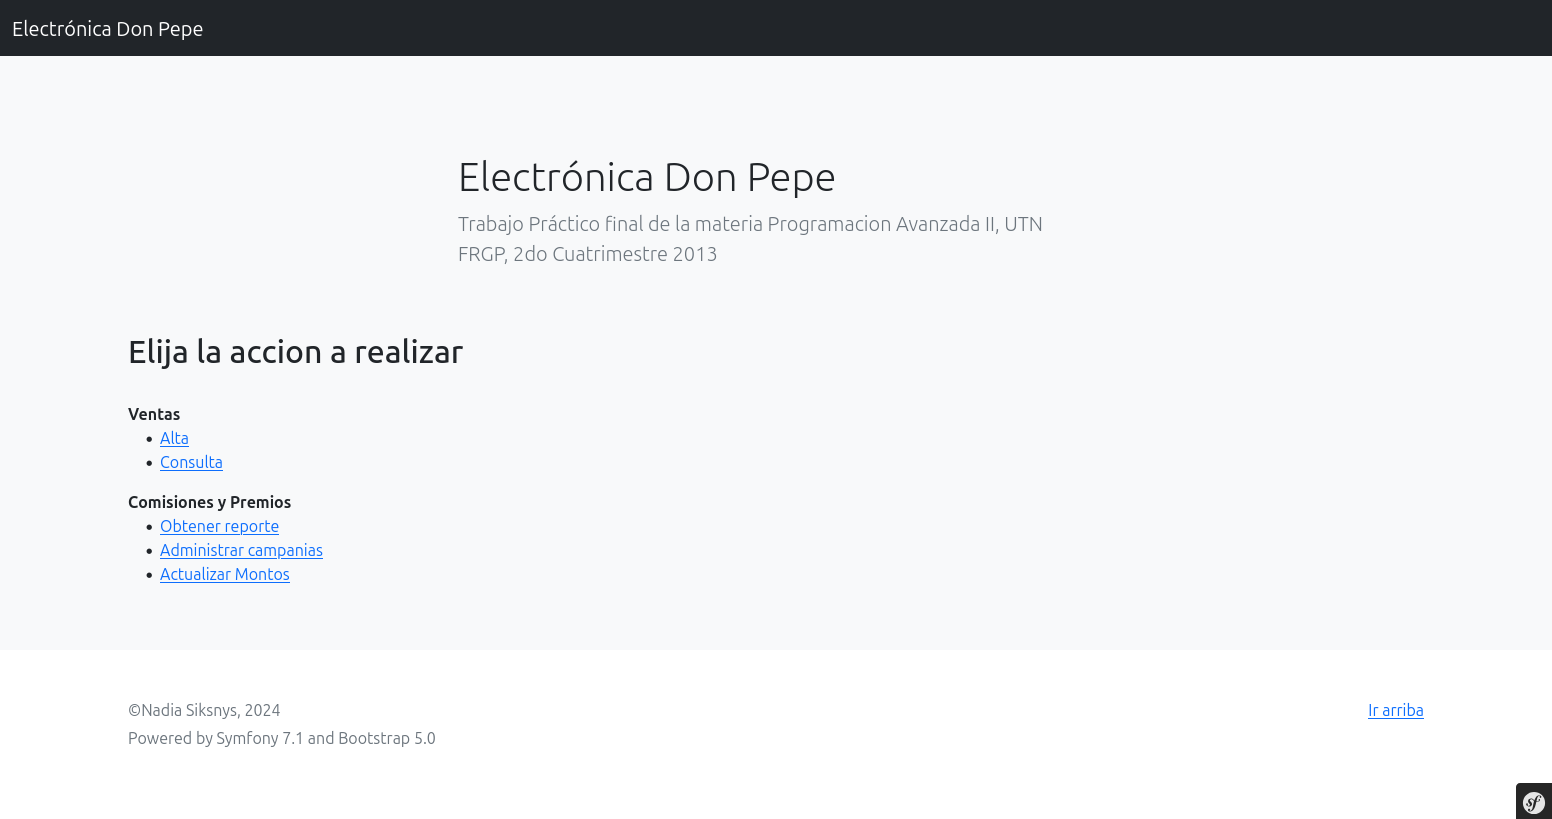 Electrónica Don Pepe
Electrónica Don Pepe
Trabajo Práctico final de la materia Programacion Avanzada II, UTN
FRGP, 2do Cuatrimestre 2013
Elija la accion a realizar
Ventas
Alta
Consulta
Comisiones y Premios
Obtener reporte
Administrar campanias
Actualizar Montos
©Nadia Siksnys, 2024
Ir arriba
Powered by Symfony 7.1 and Bootstrap 5.0
sf